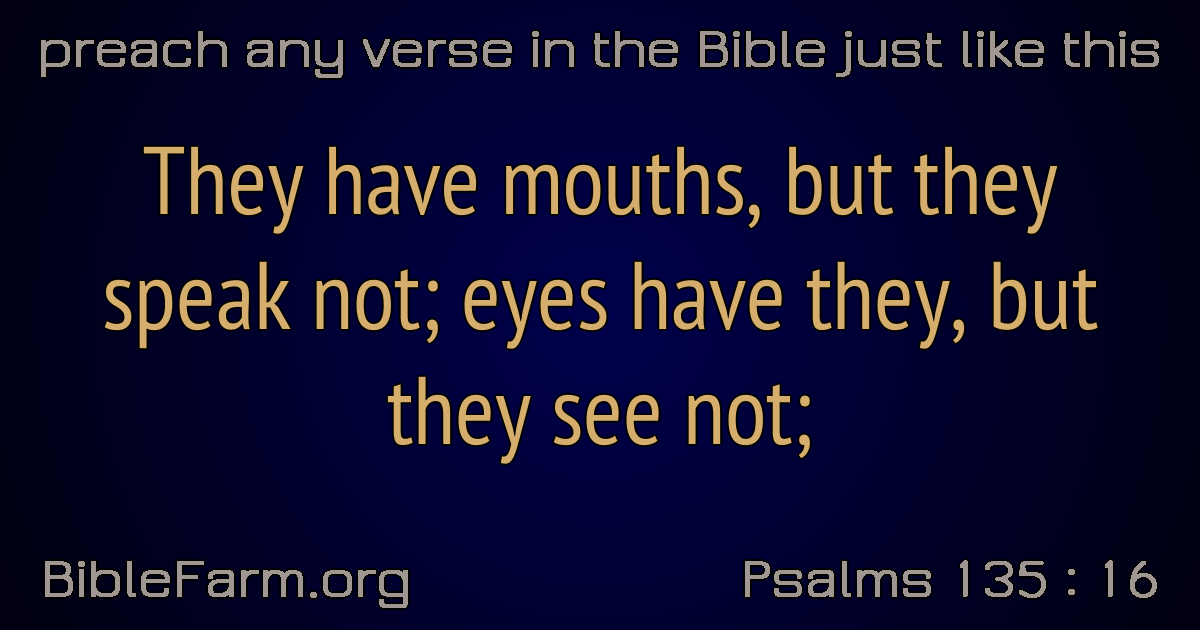 preach any verse in the Bible just like this
They have mouths, but they
speak not; eyes have they, but
they see not;
BibleFarm.org
Psalms 135 : 16